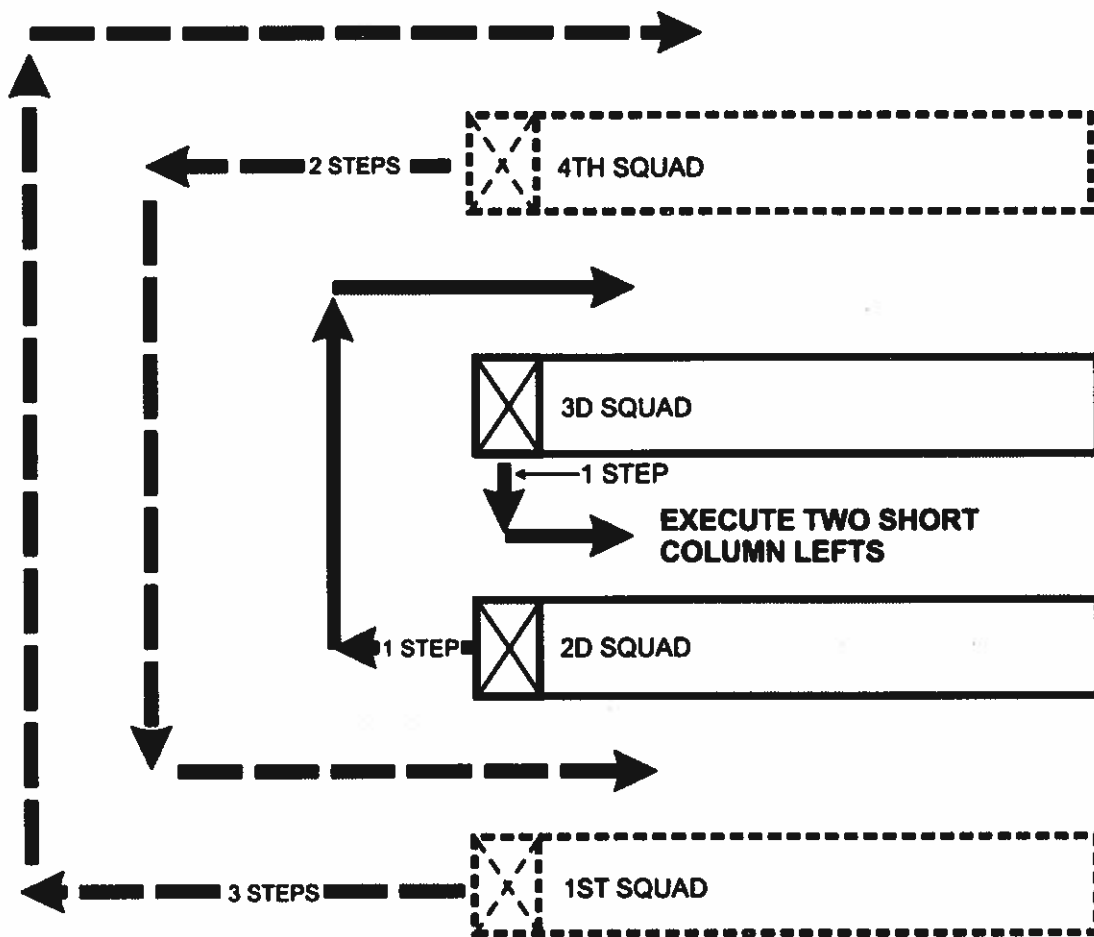 2 STEPS
4TH SQUAD
3D SQUAD
1 STEP
EXECUTE TWO SHORT
COLUMN LEFTS
1 STEP
2D SQUAD
3 STEPS
1ST SQUAD